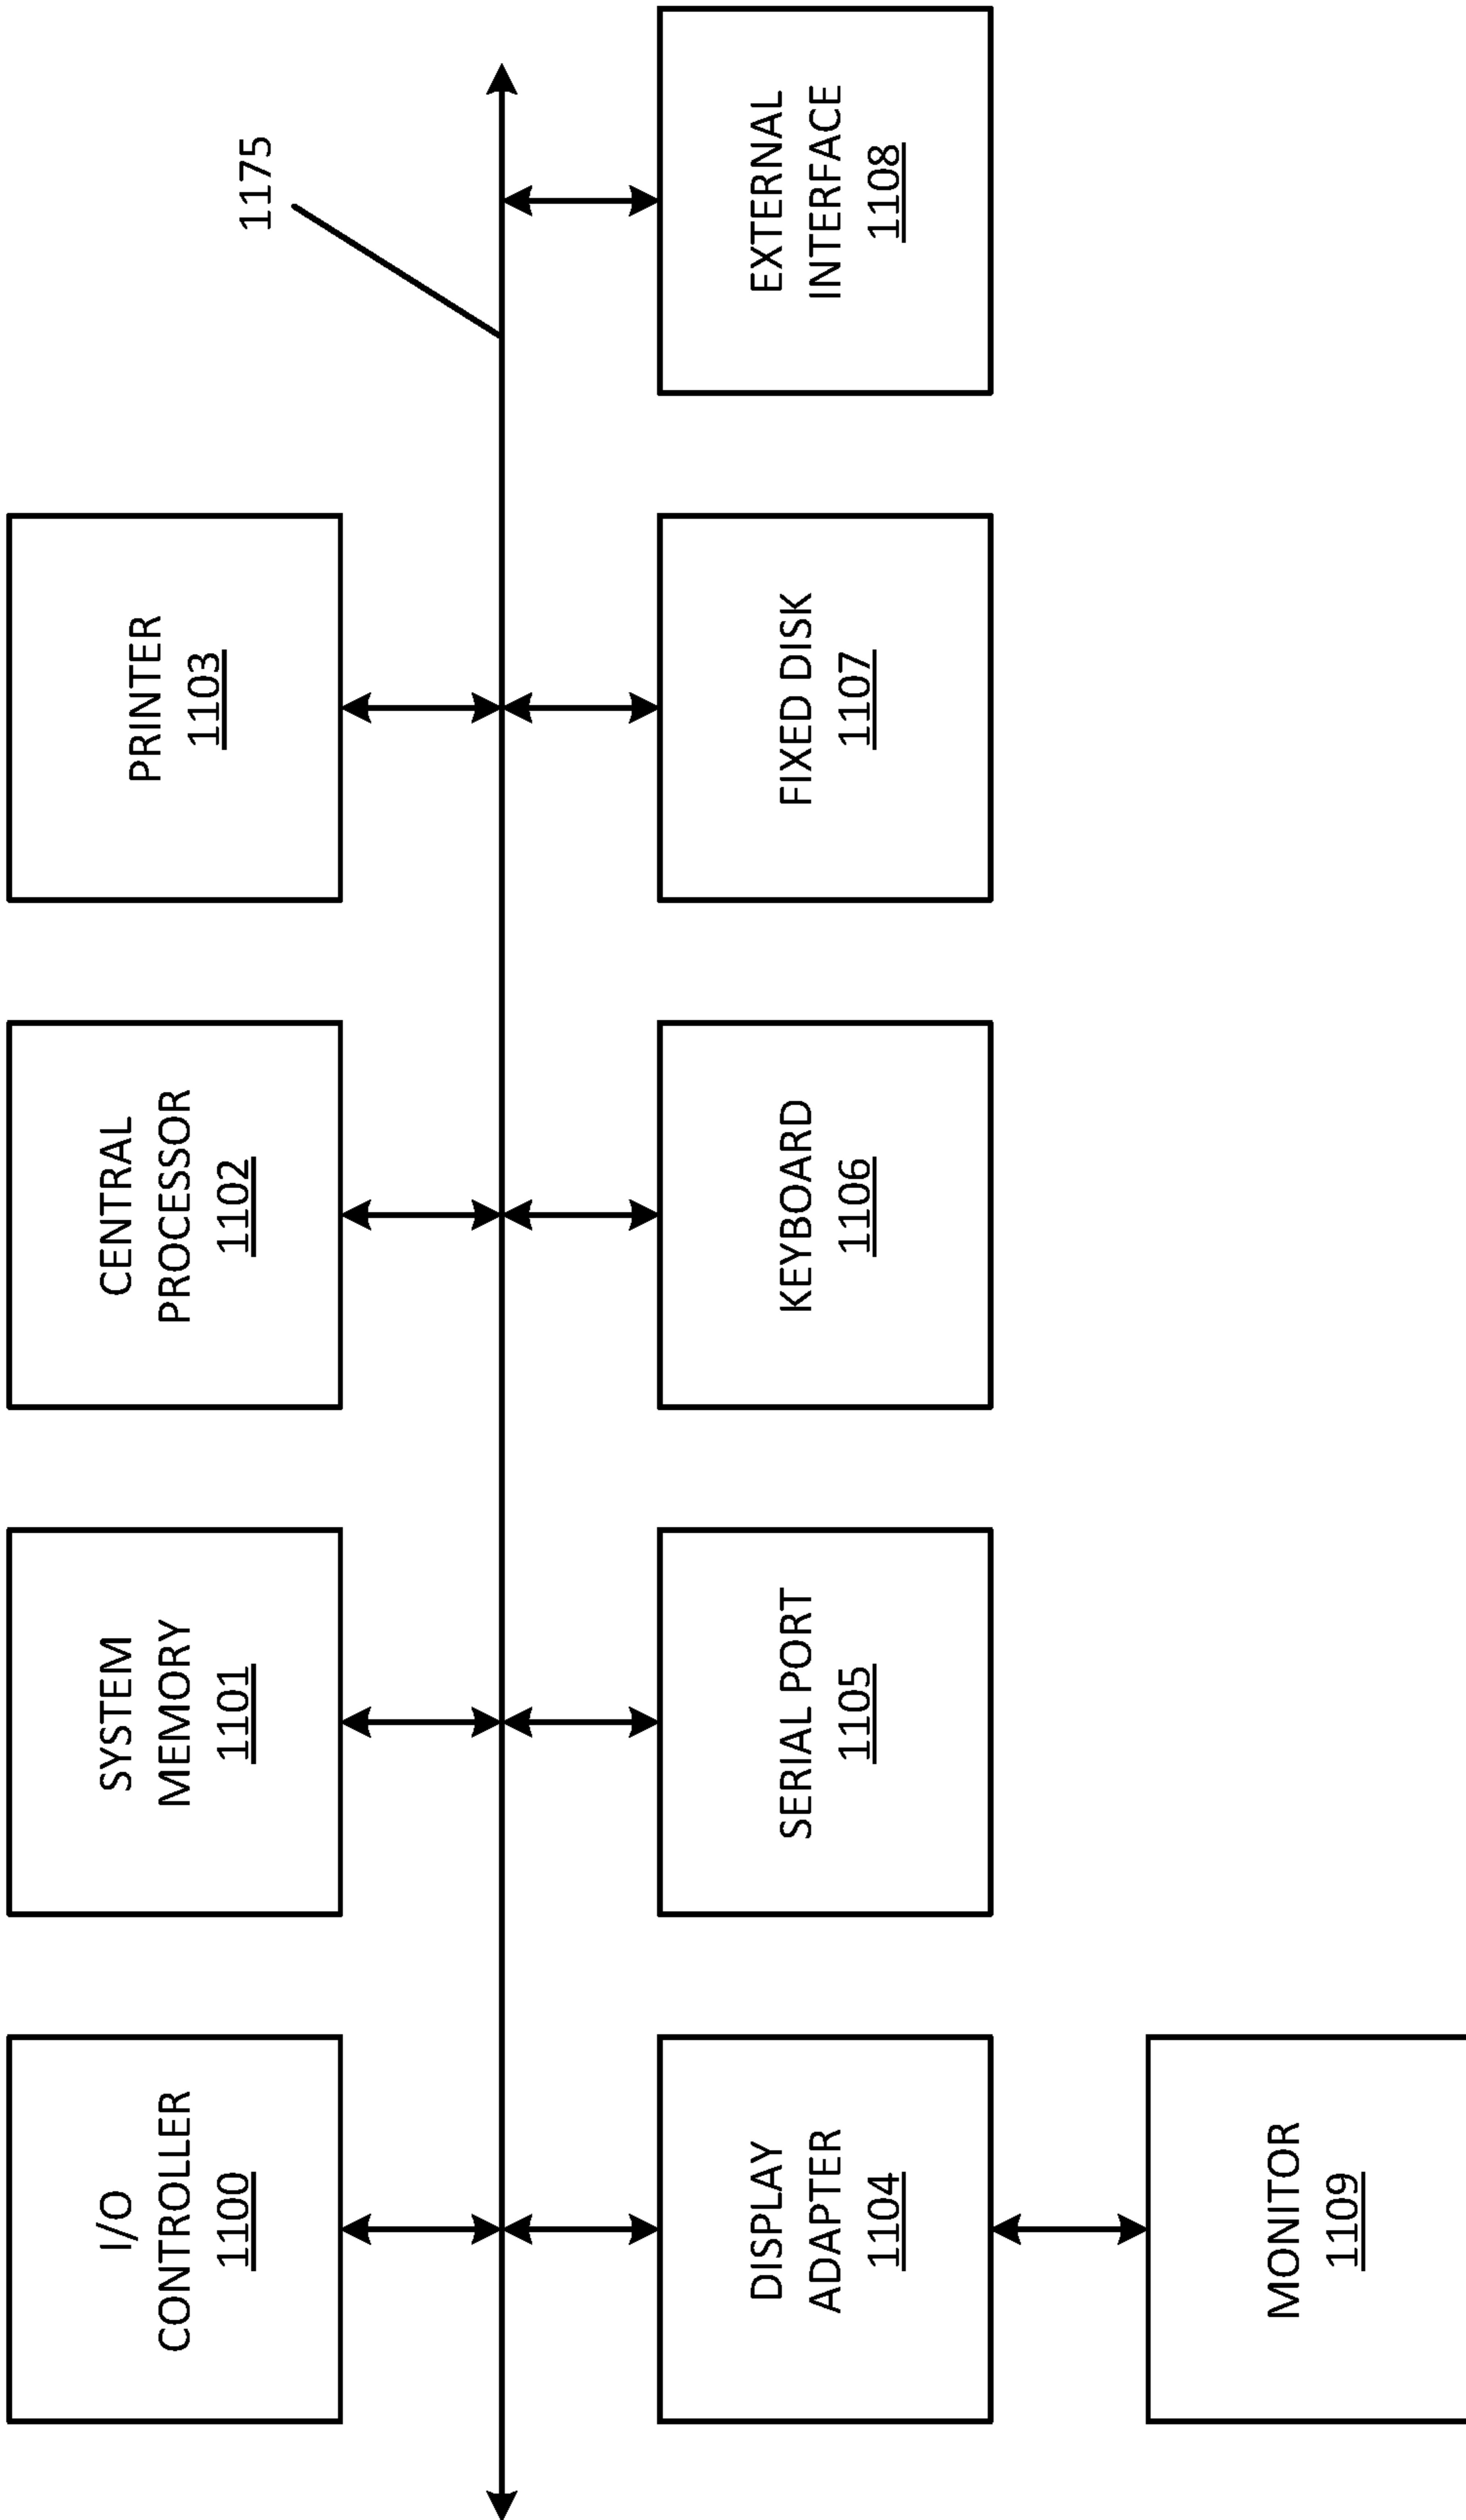 I/O
CONTROLLER
1100
SYSTEM
MEMORY
1101
CENTRAL
PROCESSOR
1102
PRINTER
1103
1175
DISPLAY
ADAPTER
1104
SERIAL PORT
1105
KEYBOARD
1106
FIXED DISK
1107
EXTERNAL
INTERFACE
1108
MONITOR
1109